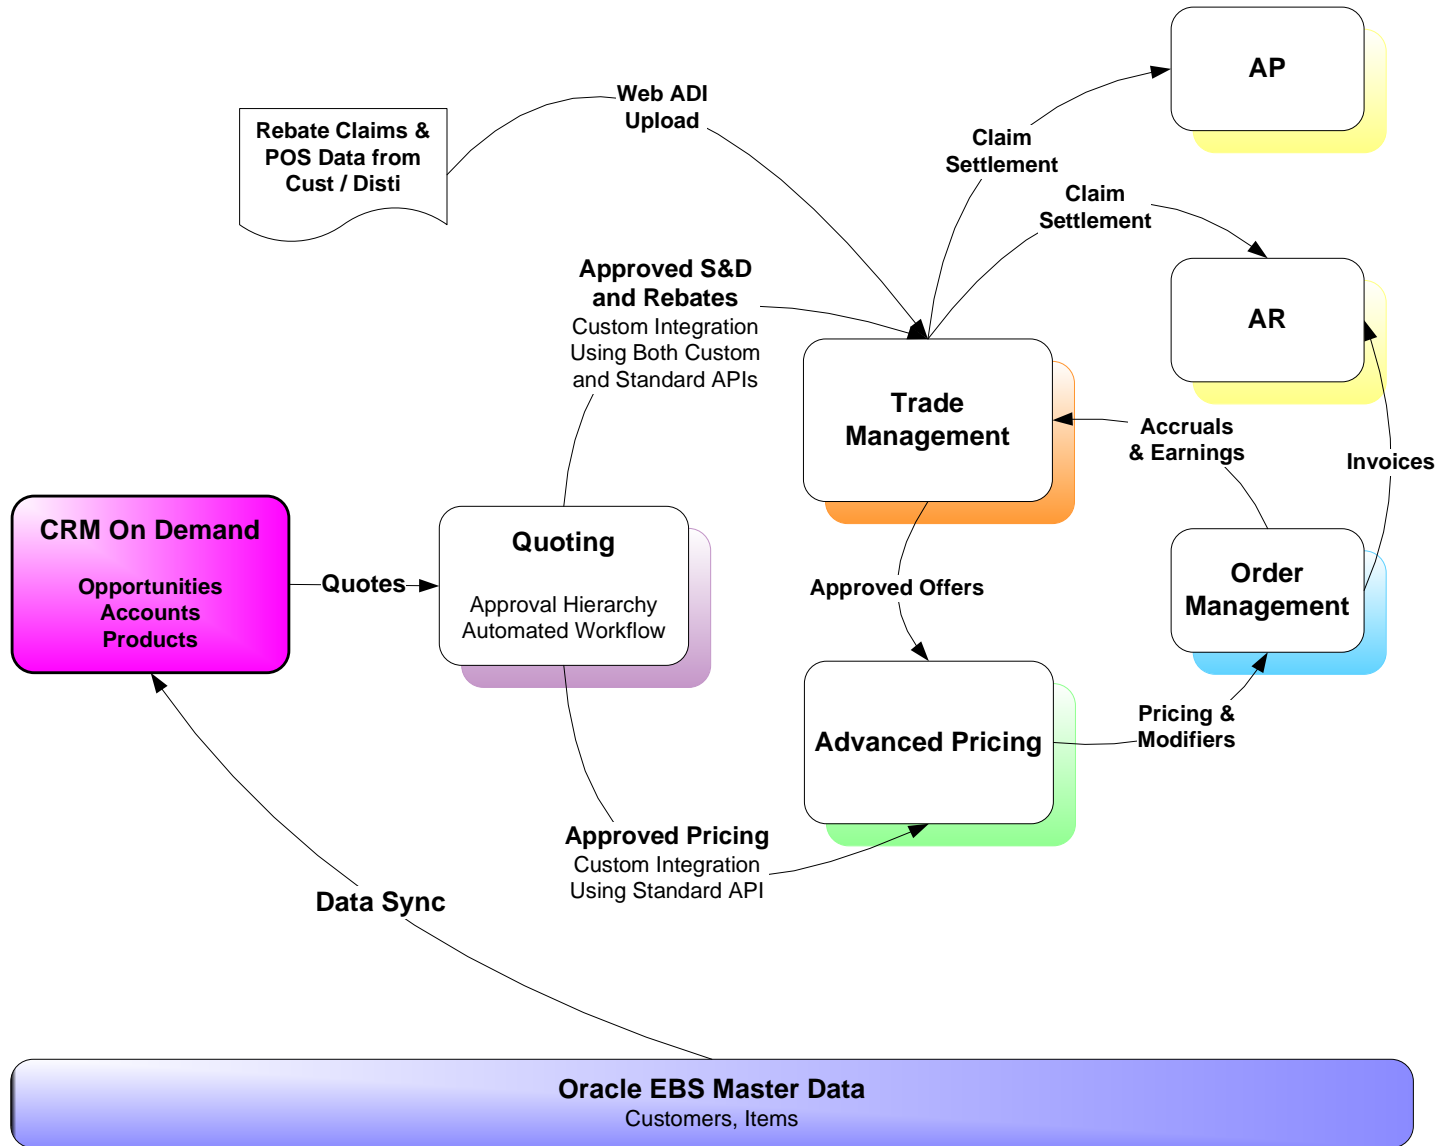 AP
Web ADI
Upload
Rebate Claims &
POS Data from
Cust / Disti
Claim
Settlement
Claim
Settlement
Approved S&D
and Rebates
Custom Integration
Using Both Custom
and Standard APIs
AR
Trade
Management
Accruals
& Earnings
Invoices
CRM On Demand
Opportunities
Accounts
Products
Quotes
Quoting
Approval Hierarchy
Automated Workflow
Approved Offers
Order
Management
Advanced Pricing
Pricing &
Modifiers
Approved Pricing
Custom Integration
Using Standard API
Data Sync
Oracle EBS Master Data
Customers, Items